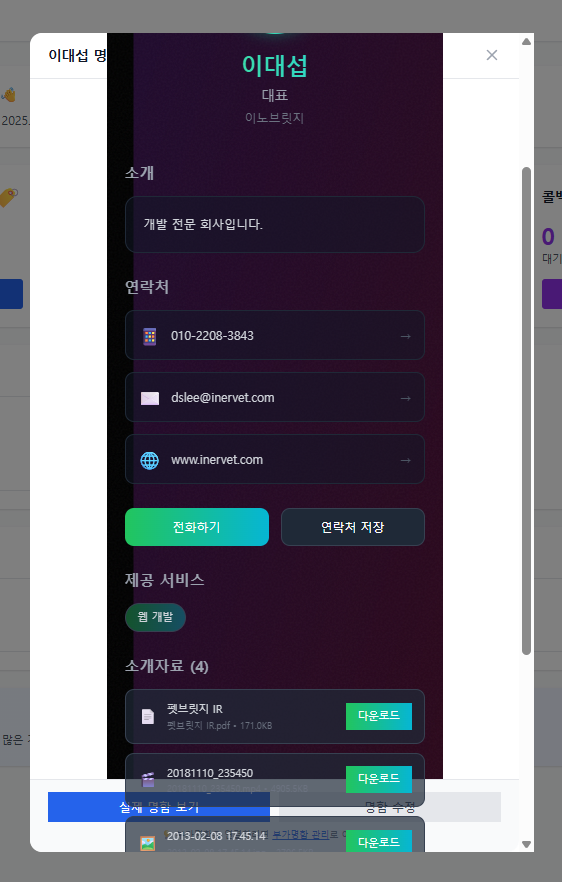 이대섭 명
이대섭
대표
이노브릿지
2025.
소개
개발 전문 회사입니다.
콜백
0
대기
연락처
010-2208-3843
→
dslee@inervet.com
→
www.inervet.com
→
전화하기
연락처 저장
제공 서비스
웹 개발
소개자료 (4)
펫브릿지 IR
펫브릿지 IR.pdf • 171.0KB
다운로드
많은
20181110_235450
다운로드
실제 명함 보기
명함 수정
2013-02-08 17.45.14
부가명함 관리로
다운로드